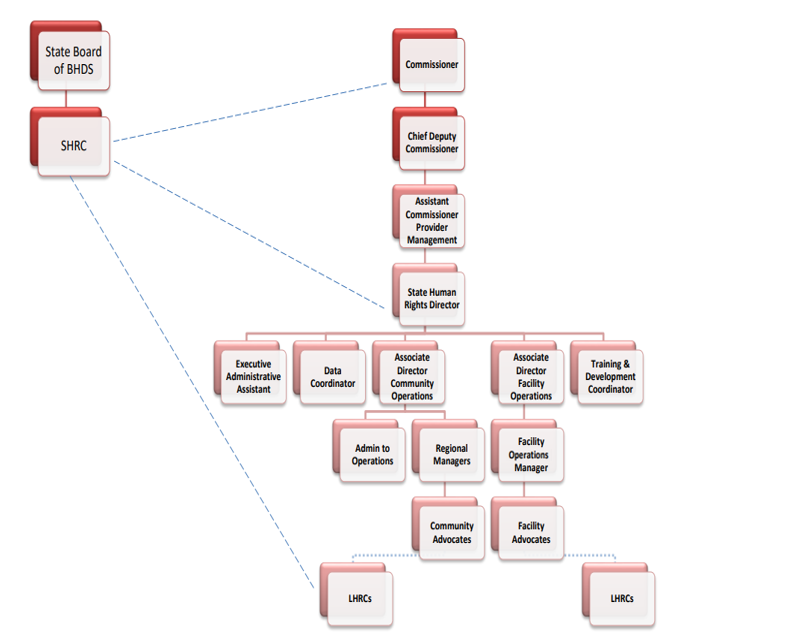 State Board
of BHDS
SHRC
Commissioner
Chief Deputy
Commissioner
Assistant
Commissioner
Provider
Management
State Human
Rights Director
Executive
Administrative
Assistant
Data
Coordinator
Associate
Director
Community
Operations
Associate
Director
Facility
Operations
Training &
Development
Coordinator
Admin to
Operations
Regional
Managers
Facility
Operations
Manager
Community
Advocates
Facility
Advocates
LHRCs
LHRCs